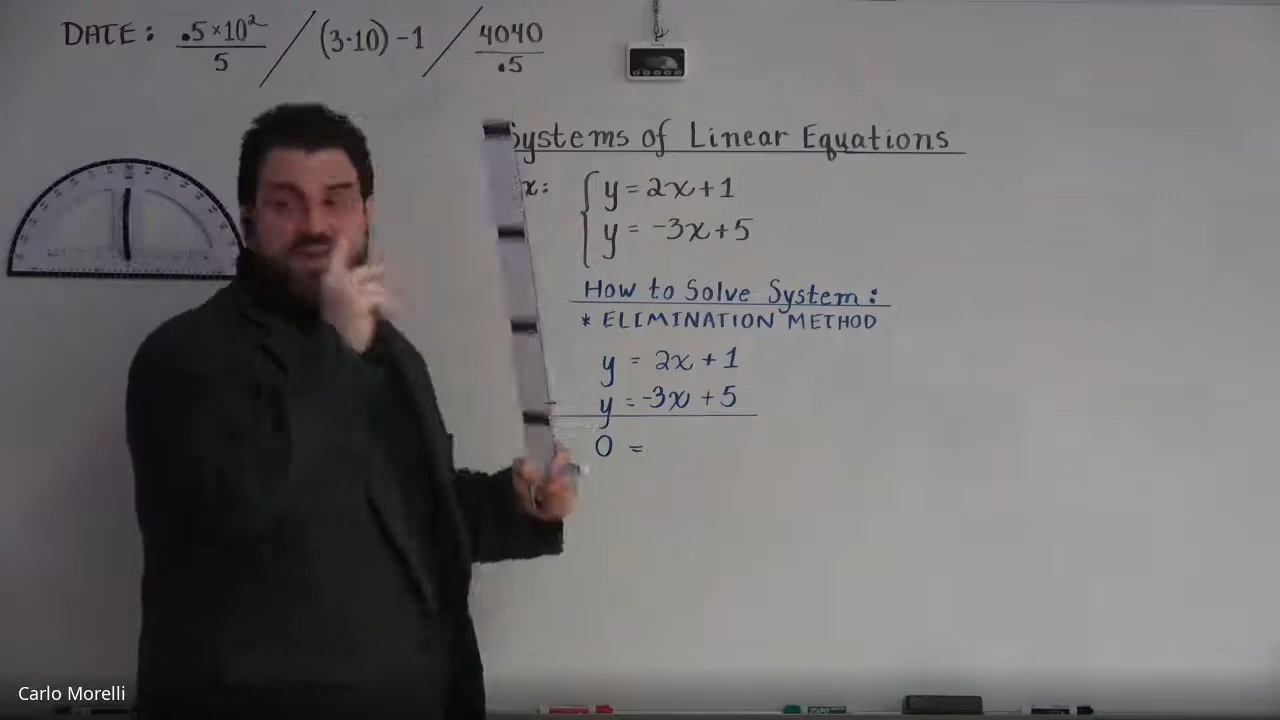 DATE: .5×10² / 5 / (3·10)-1 / 4040 / .5
Systems of Linear Equations
x: { y = 2x+1
y = -3x+5
How to Solve System:
* ELIMINATION METHOD
y = 2x + 1
y = -3x + 5
0 =
Carlo Morelli